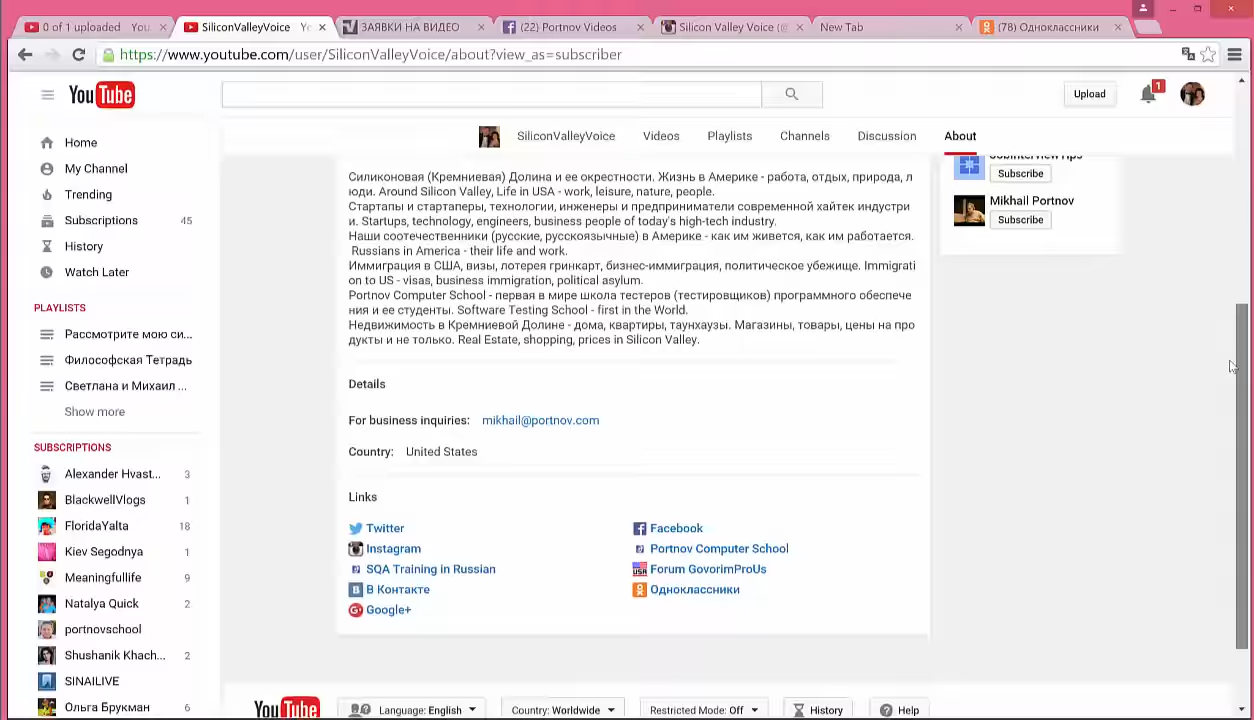 0 of 1 uploaded You
SiliconValleyVoice Yo
ЗАЯВКИ НА ВИДЕО
(22) Portnov Videos
Silicon Valley Voice (@
New Tab
(78) Одноклассники
https://www.youtube.com/user/SiliconValleyVoice/about?view_as=subscriber
YouTube
Upload
1
SiliconValleyVoice Videos Playlists Channels Discussion About
Home
My Channel
Trending
Subscriptions 45
History
Watch Later
PLAYLISTS
Рассмотрите мою си...
Философская Тетрадь
Светлана и Михаил ...
Show more
SUBSCRIPTIONS
Alexander Hvast... 3
BlackwellVlogs 1
FloridaYalta 18
Kiev Segodnya 1
Meaningfullife 9
Natalya Quick 2
portnovschool
Shushanik Khach... 2
SINAILIVE
Ольга Брукман 6
Силиконовая (Кремниевая) Долина и ее окрестности. Жизнь в Америке - работа, отдых, природа, л
юди. Around Silicon Valley, Life in USA - work, leisure, nature, people.
Стартапы и стартаперы, технологии, инженеры и предприниматели современной хайтек индустри
и. Startups, technology, engineers, business people of today's high-tech industry.
Наши соотечественники (русские, русскоязычные) в Америке - как им живется, как им работается.
Russians in America - their life and work.
Иммиграция в США, визы, лотерея гринкарт, бизнес-иммиграция, политическое убежище. Immigrati
on to US - visas, business immigration, political asylum.
Portnov Computer School - первая в мире школа тестеров (тестировщиков) программного обеспече
ния и ее студенты. Software Testing School - first in the World.
Недвижимость в Кремниевой Долине - дома, квартиры, таунхаузы. Магазины, товары, цены на про
дукты и не только. Real Estate, shopping, prices in Silicon Valley.
Details
For business inquiries: mikhail@portnov.com
Country: United States
Links
Twitter
Facebook
Instagram
Portnov Computer School
SQA Training in Russian
Forum GovorimProUs
В Контакте
Одноклассники
Google+
Subscribe
Mikhail Portnov
Subscribe
YouTube
Language: English
Country: Worldwide
Restricted Mode: Off
History
Help